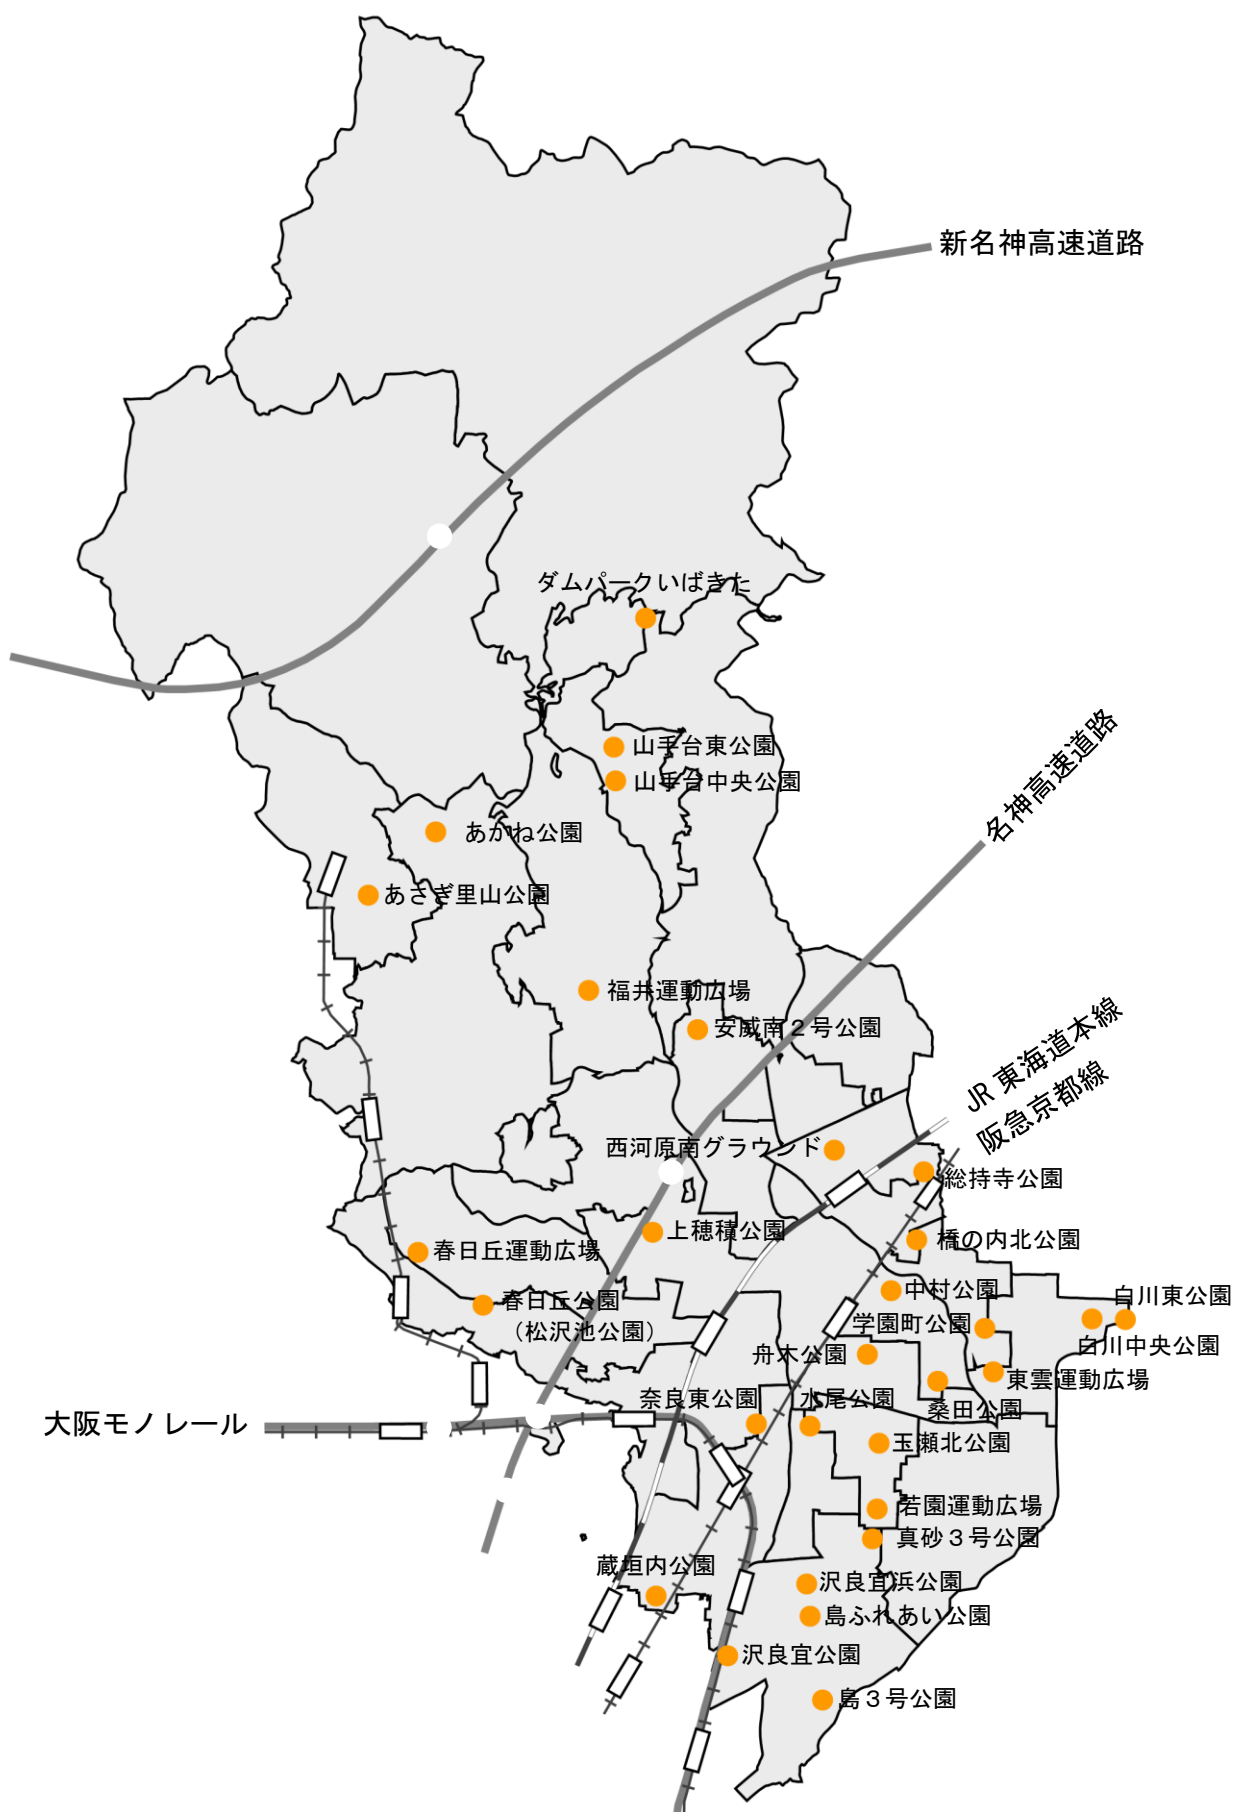 新名神高速道路
ダムパークいばきた
名神高速道路
山手台東公園
山手台中央公園
あかね公園
あさぎ里山公園
福井運動広場
安威南２号公園
JR 東海道本線
阪急京都線
西河原南グラウンド
総持寺公園
上穂積公園
橋の内北公園
春日丘運動広場
中村公園
白川東公園
春日丘公園
（松沢池公園）
学園町公園
白川中央公園
舟木公園
東雲運動広場
奈良東公園
水尾公園
桑田公園
大阪モノレール
玉瀬北公園
若園運動広場
真砂３号公園
蔵垣内公園
沢良宜浜公園
島ふれあい公園
沢良宜公園
島３号公園